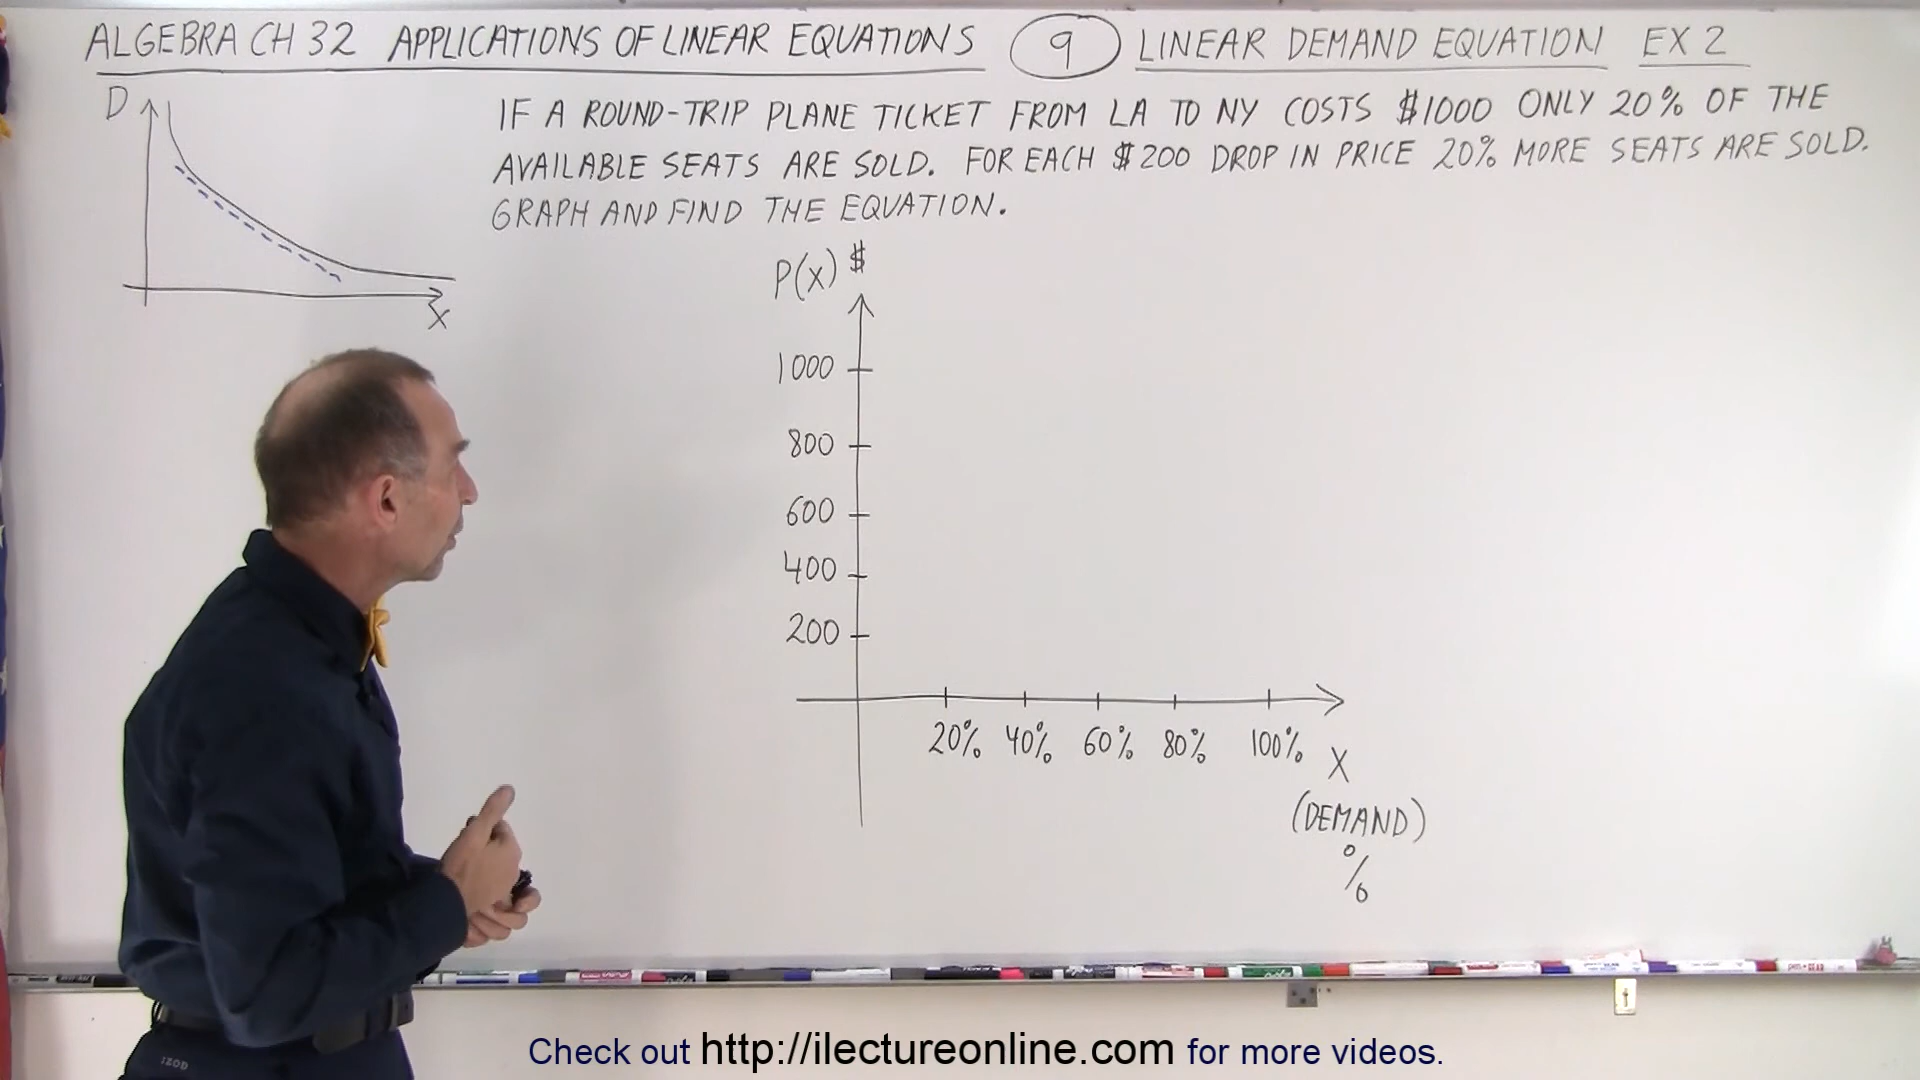 ALGEBRA CH 32 APPLICATIONS OF LINEAR EQUATIONS 9 LINEAR DEMAND EQUATION EX 2
D
X
IF A ROUND-TRIP PLANE TICKET FROM LA TO NY COSTS $1000 ONLY 20% OF THE
AVAILABLE SEATS ARE SOLD. FOR EACH $200 DROP IN PRICE 20% MORE SEATS ARE SOLD.
GRAPH AND FIND THE EQUATION.
P(X) $
1000
800
600
400
200
20% 40% 60% 80% 100% X
(DEMAND)
%
IZOD
Check out http://ilectureonline.com for more videos.